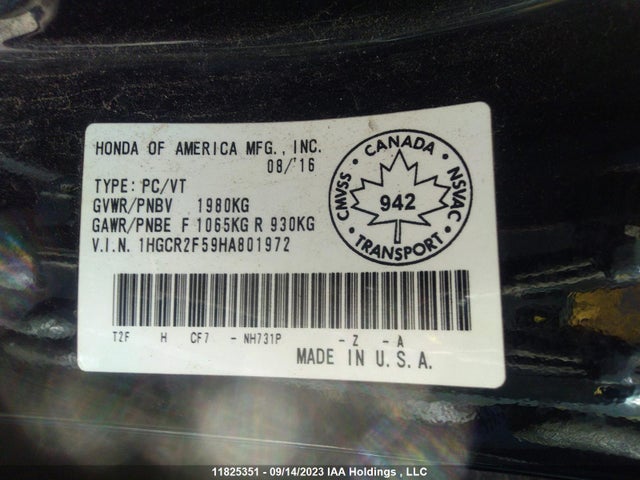 HONDA OF AMERICA MFG., INC.
08/'16
TYPE: PC/VT
GVWR/PNBV 1980KG
GAWR/PNBE F 1065KG R 930KG
V.I.N. 1HGCR2F59HA801972
CANADA
CMVSS
942
NSVAC
TRANSPORT
T2F H CF7 - NH731P - Z - A
MADE IN U.S.A.
11825351 - 09/14/2023 IAA Holdings , LLC